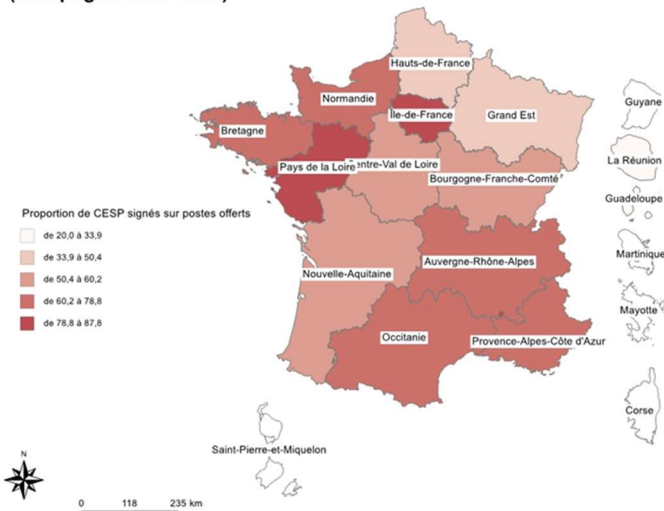 Hauts-de-France
Normandie
Île-de-France
Grand Est
Guyane
Bretagne
Pays de la Loire
entre-Val de Loire
Bourgogne-Franche-Comté
La Réunion
Guadeloupe
Proportion de CESP signés sur postes offerts
de 20,0 à 33,9
de 33,9 à 50,4
de 50,4 à 60,2
de 60,2 à 78,8
de 78,8 à 87,8
Auvergne-Rhône-Alpes
Nouvelle-Aquitaine
Martinique
Mayotte
Occitanie
Provence-Alpes-Côte d'Azur
Corse
Saint-Pierre-et-Miquelon
N
0 118 235 km